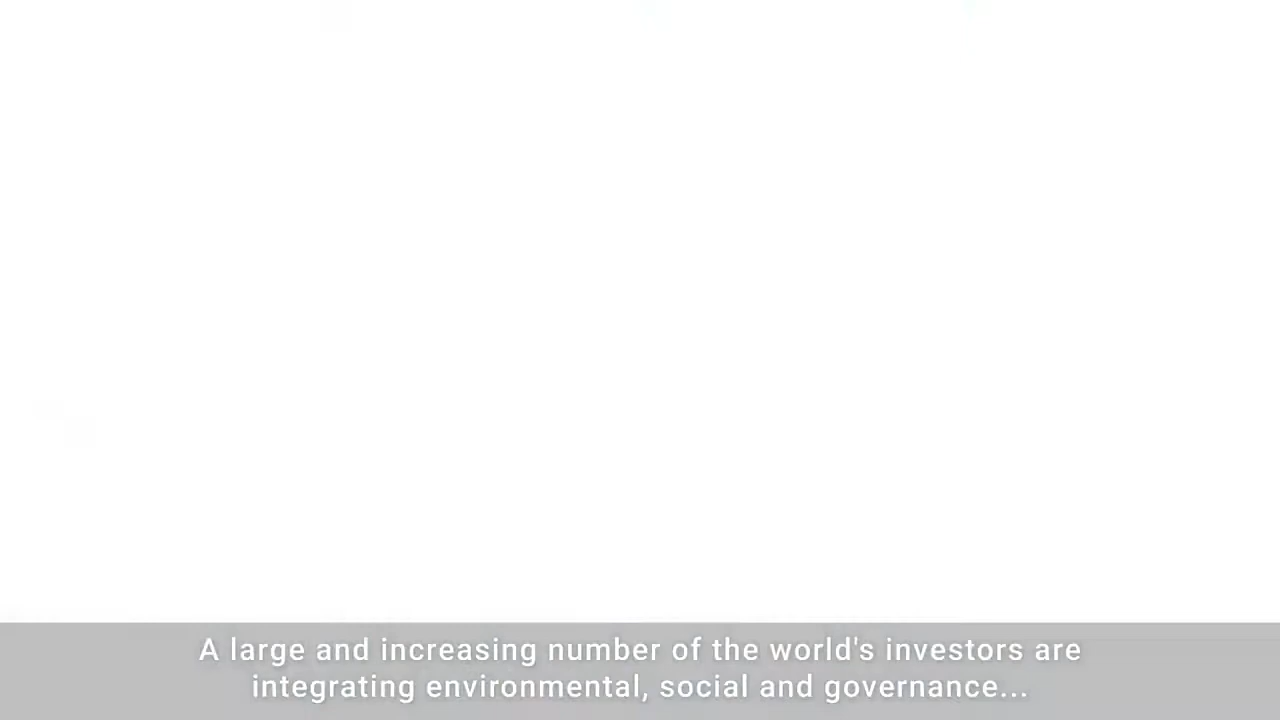 A large and increasing number of the world's investors are
integrating environmental, social and governance...